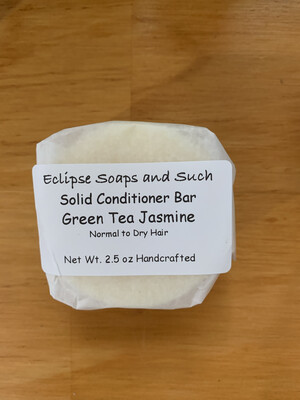 Eclipse Soaps and Such
Solid Conditioner Bar
Green Tea Jasmine
Normal to Dry Hair
Net Wt. 2.5 oz Handcrafted